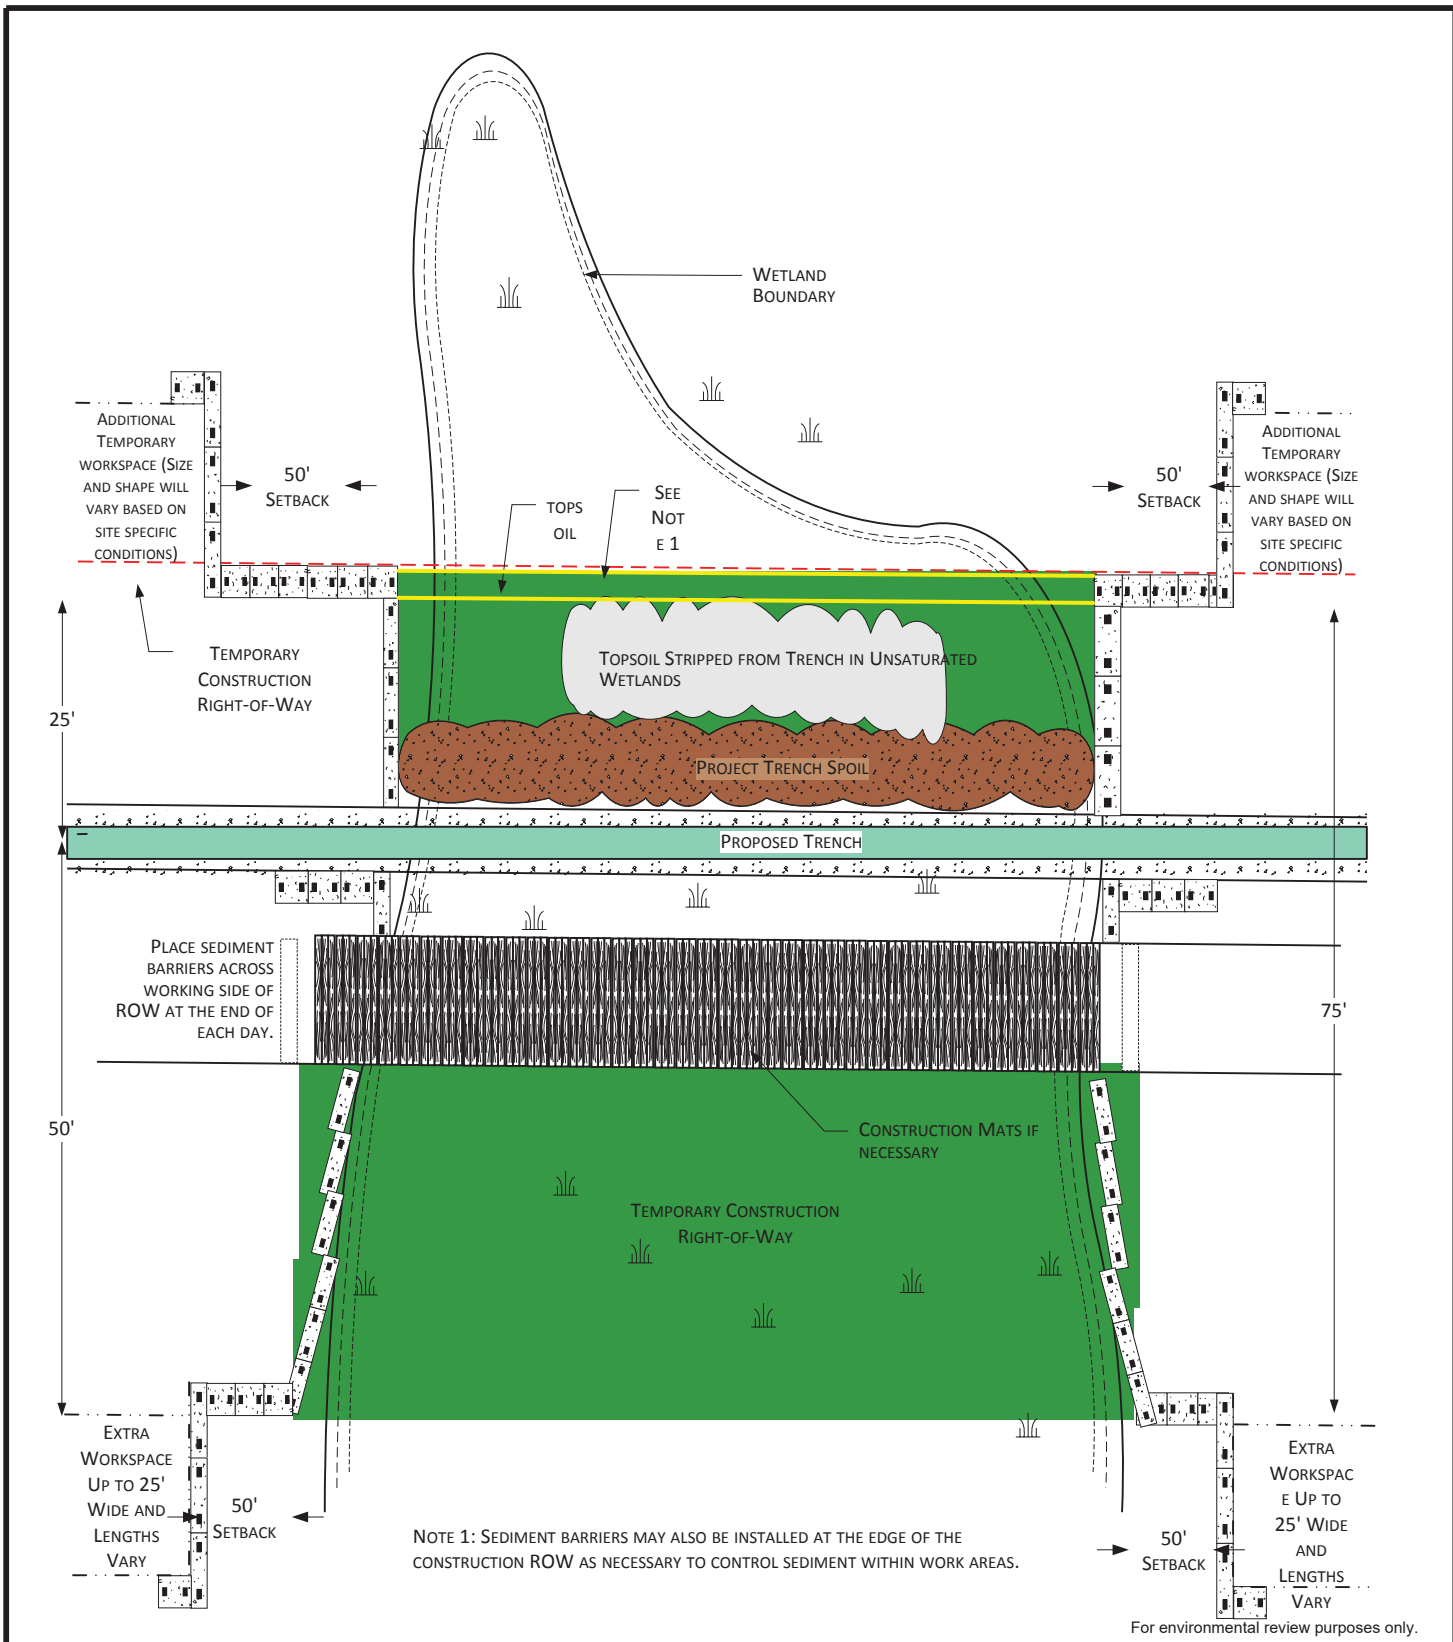 WETLAND
BOUNDARY
ADDITIONAL
TEMPORARY
WORKSPACE (SIZE
AND SHAPE WILL
VARY BASED ON
SITE SPECIFIC
CONDITIONS)
50'
SETBACK
TOPS
OIL
SEE
NOT
E 1
50'
SETBACK
ADDITIONAL
TEMPORARY
WORKSPACE (SIZE
AND SHAPE WILL
VARY BASED ON
SITE SPECIFIC
CONDITIONS)
TEMPORARY
CONSTRUCTION
RIGHT-OF-WAY
25'
TOPSOIL STRIPPED FROM TRENCH IN UNSATURATED
WETLANDS
PROJECT TRENCH SPOIL
PROPOSED TRENCH
PLACE SEDIMENT
BARRIERS ACROSS
WORKING SIDE OF
ROW AT THE END OF
EACH DAY.
75'
50'
CONSTRUCTION MATS IF
NECESSARY
TEMPORARY CONSTRUCTION
RIGHT-OF-WAY
EXTRA
WORKSPACE
UP TO 25'
WIDE AND
LENGTHS
VARY
50'
SETBACK
NOTE 1: SEDIMENT BARRIERS MAY ALSO BE INSTALLED AT THE EDGE OF THE
CONSTRUCTION ROW AS NECESSARY TO CONTROL SEDIMENT WITHIN WORK AREAS.
50'
SETBACK
EXTRA
WORKSPAC
E UP TO
25' WIDE
AND
LENGTHS
VARY
For environmental review purposes only.